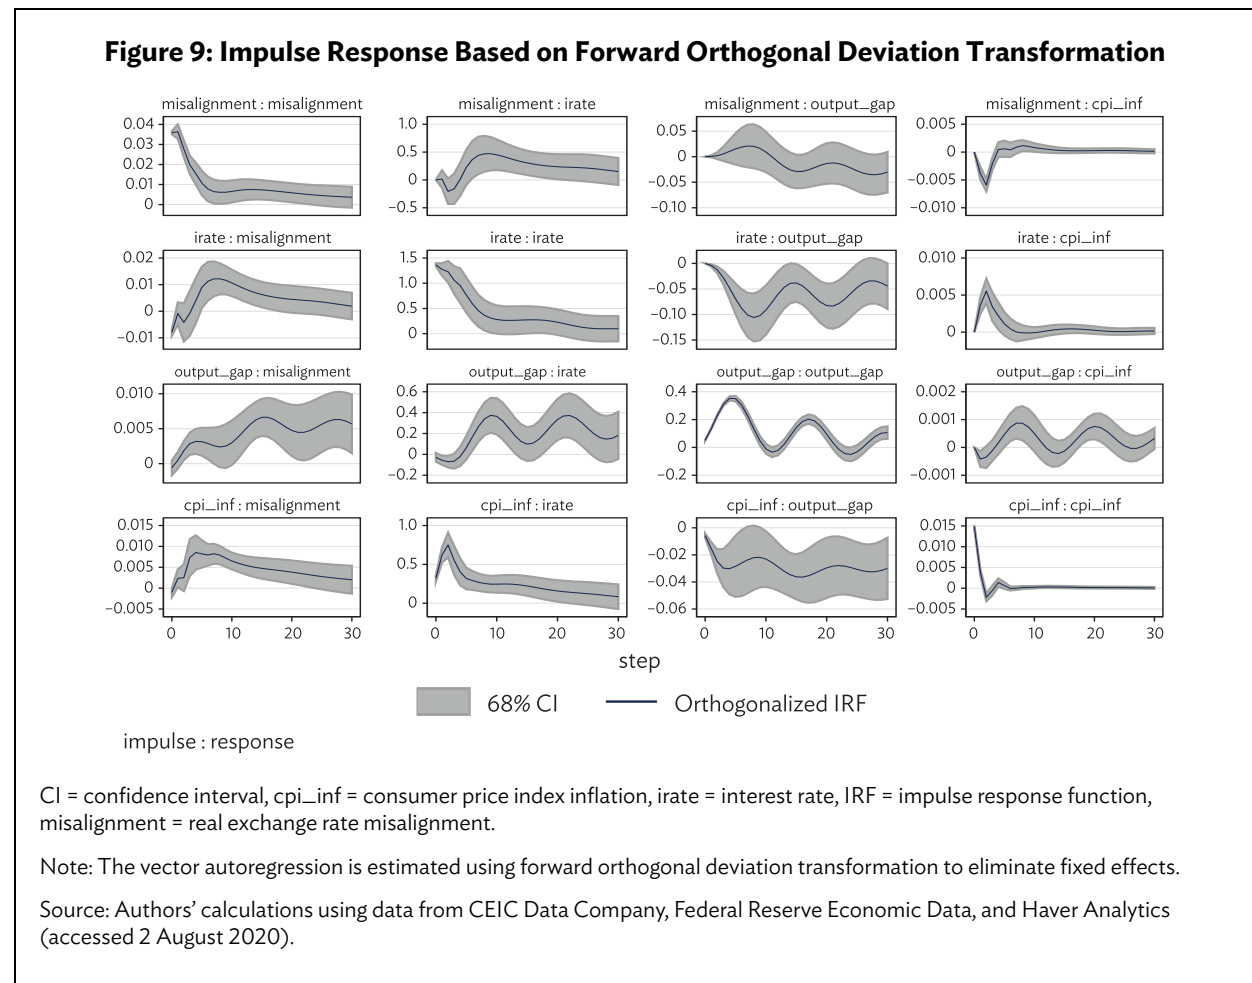 Figure 9: Impulse Response Based on Forward Orthogonal Deviation Transformation
misalignment : misalignment
misalignment : irate
misalignment : output_gap
misalignment : cpi_inf
0.04
0.03
0.02
0.01
0
1.0
0.5
0
−0.5
0.05
0
−0.05
−0.10
0.005
0
−0.005
−0.010
irate : misalignment
irate : irate
irate : output_gap
irate : cpi_inf
0.02
0.01
0
−0.01
1.5
1.0
0.5
0
0
−0.05
−0.10
−0.15
0.010
0.005
0
output_gap : misalignment
output_gap : irate
output_gap : output_gap
output_gap : cpi_inf
0.010
0.005
0
0.6
0.4
0.2
0
−0.2
0.4
0.2
0
−0.2
0.002
0.001
0
−0.001
cpi_inf : misalignment
cpi_inf : irate
cpi_inf : output_gap
cpi_inf : cpi_inf
0.015
0.010
0.005
0
−0.005
1.0
0.5
0
0
−0.02
−0.04
−0.06
0.015
0.010
0.005
0
−0.005
0 10 20 30
0 10 20 30
0 10 20 30
0 10 20 30
step
68% CI
Orthogonalized IRF
impulse : response
CI = confidence interval, cpi_inf = consumer price index inflation, irate = interest rate, IRF = impulse response function,
misalignment = real exchange rate misalignment.
Note: The vector autoregression is estimated using forward orthogonal deviation transformation to eliminate fixed effects.
Source: Authors’ calculations using data from CEIC Data Company, Federal Reserve Economic Data, and Haver Analytics
(accessed 2 August 2020).